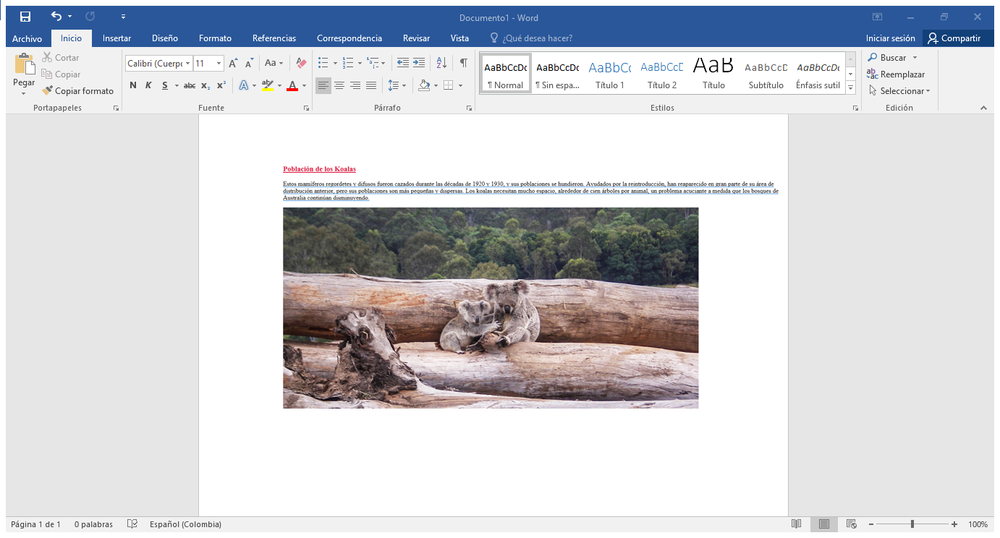 Documento1 - Word
Archivo Inicio Insertar Diseño Formato Referencias Correspondencia Revisar Vista ¿Qué desea hacer? Iniciar sesión Compartir
Pegar
Cortar
Copiar
Copiar formato
Portapapeles
Calibri (Cuerpo 11
Aa
N K S abc x₂ x²
A aby A
Fuente
Párrafo
AaBbCcDc AaBbCcDc AaBbCc AaBbCcD AaB AaBbCcD AaBbCcDc
¶ Normal ¶ Sin espa... Título 1 Título 2 Título Subtítulo Énfasis sutil
Estilos
Buscar
Reemplazar
Seleccionar
Edición
Población de los Koalas
Estos mamíferos regordetes y difusos fueron cazados durante las décadas de 1920 y 1930, y sus poblaciones se hundieron. Ayudados por la reintroducción, han reaparecido en gran parte de su área de
distribución anterior, pero sus poblaciones son más pequeñas y dispersas. Los koalas necesitan mucho espacio, alrededor de cien árboles por animal, un problema acuciante a medida que los bosques de
Australia continúan disminuyendo.
Página 1 de 1 0 palabras Español (Colombia) 100%